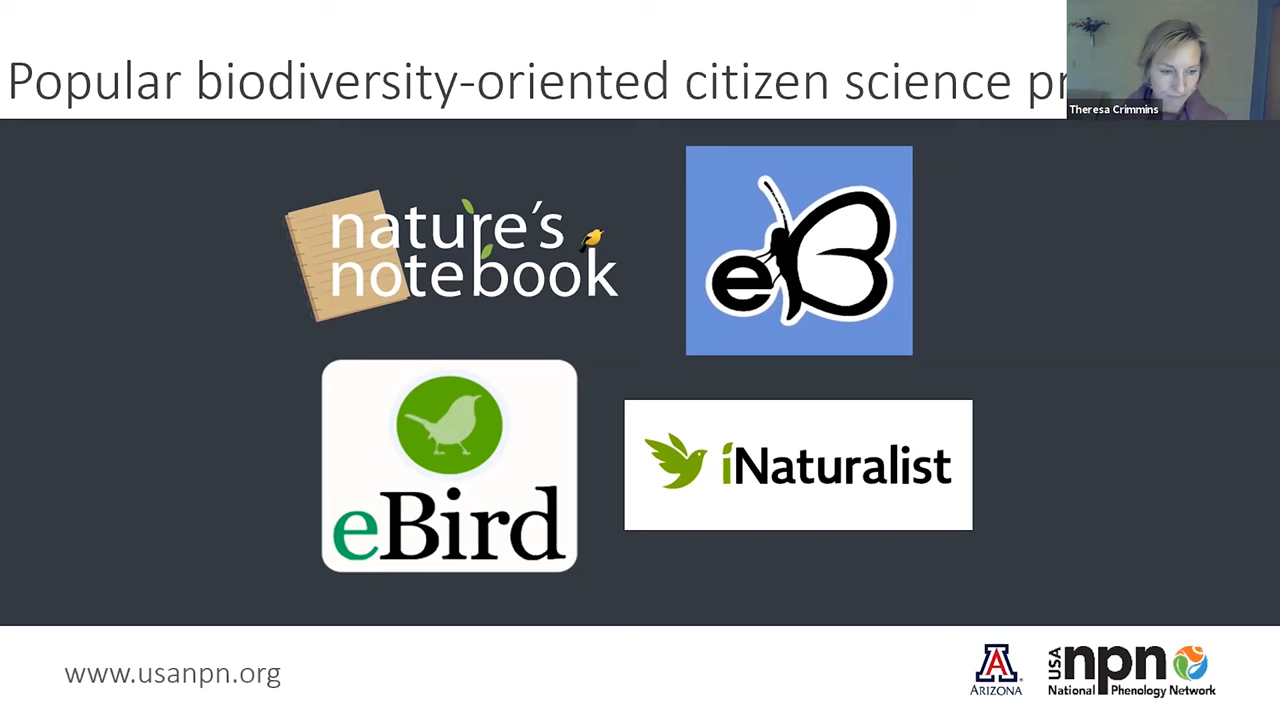 Popular biodiversity-oriented citizen science pr
Theresa Crimmins
nature's
notebook
eB
eBird
iNaturalist
www.usanpn.org
A
ARIZONA
USA
npn
National Phenology Network